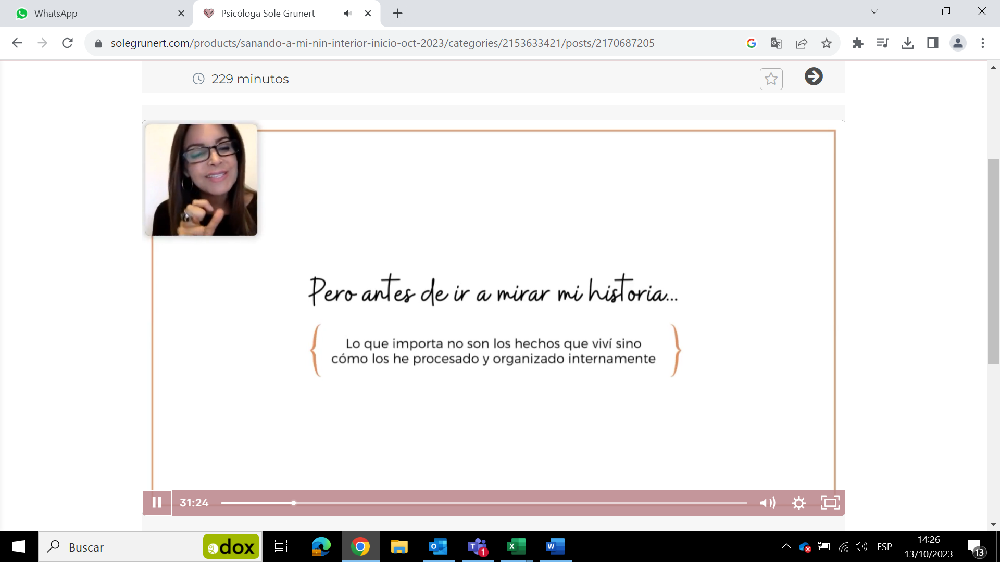 WhatsApp
Psicóloga Sole Grunert
solegrunert.com/products/sanando-a-mi-nin-interior-inicio-oct-2023/categories/2153633421/posts/2170687205
229 minutos
Pero antes de ir a mirar mi historia...
Lo que importa no son los hechos que viví sino
cómo los he procesado y organizado internamente
31:24
Buscar
dox
1
ESP
14:26
13/10/2023
13